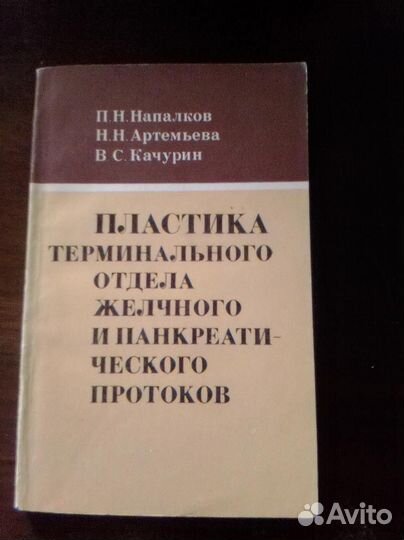 П. Н. Напалков
Н. Н. Артемьева
В. С. Качурин
ПЛАСТИКА
ТЕРМИНАЛЬНОГО
ОТДЕЛА
ЖЕЛЧНОГО
И ПАНКРЕАТИ-
ЧЕСКОГО
ПРОТОКОВ
Avito